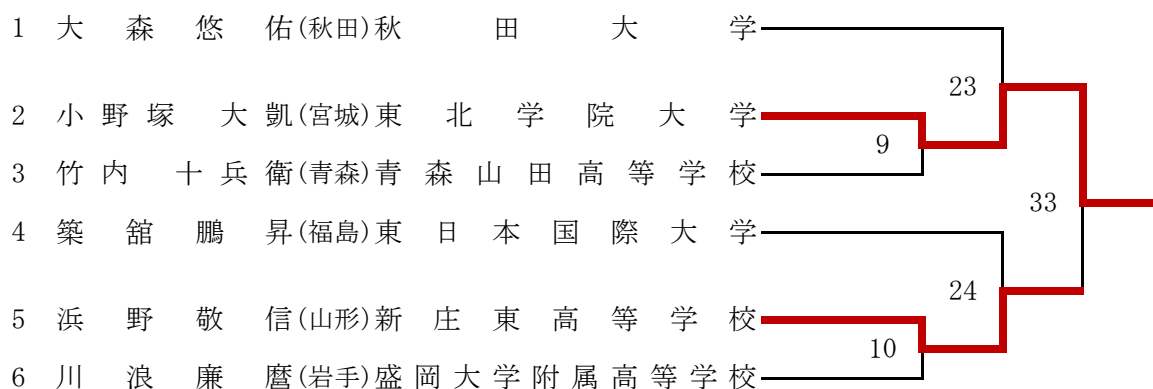 1 大森悠佑(秋田)秋田大学
23
2 小野塚大凱(宮城)東北学院大学
9
3 竹内十兵衛(青森)青森山田高等学校
33
4 築舘鵬昇(福島)東日本国際大学
24
5 浜野敬信(山形)新庄東高等学校
10
6 川浪廉麿(岩手)盛岡大学附属高等学校